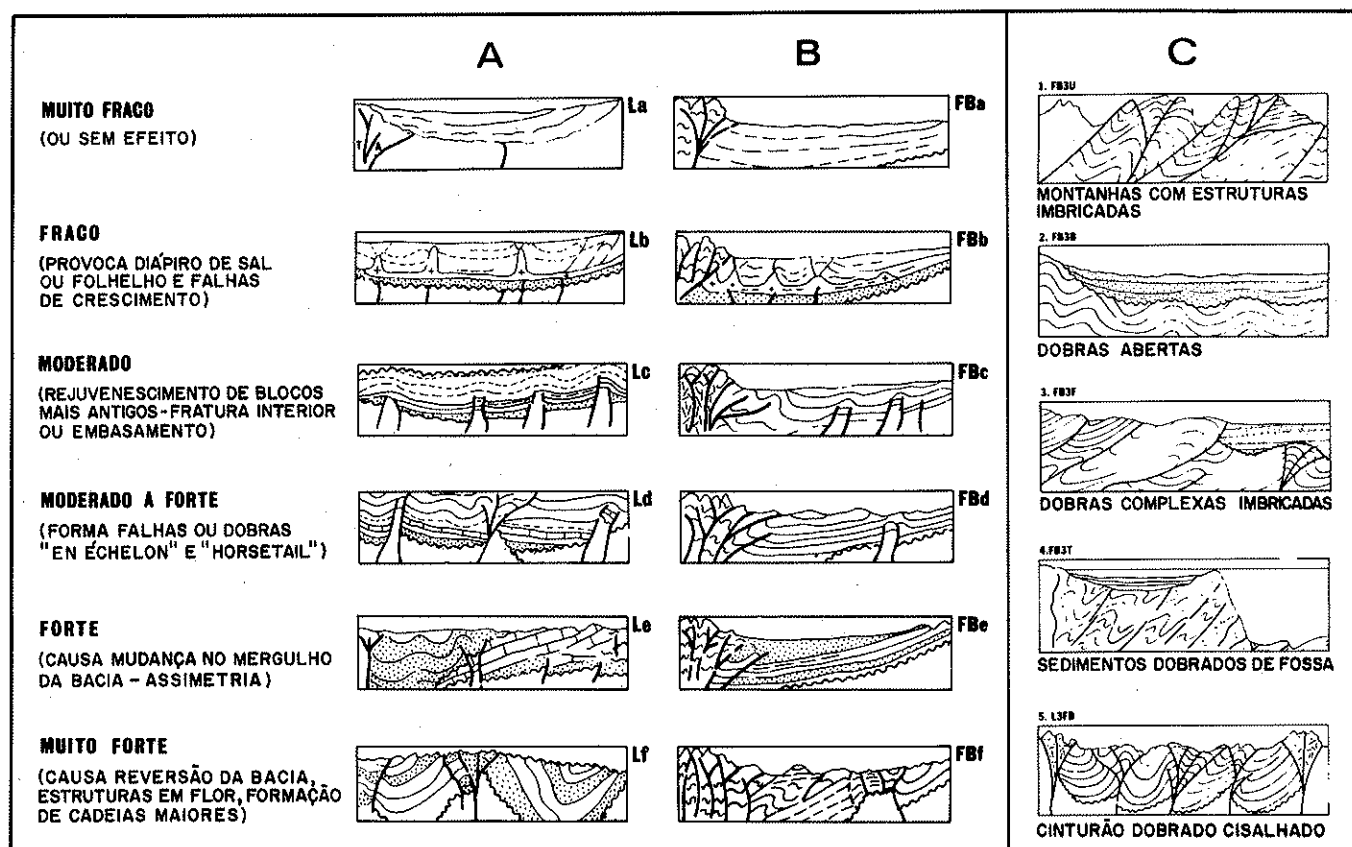 A
B
C
MUITO FRACO
(OU SEM EFEITO)
La
T A
FBa
1. FB3U
MONTANHAS COM ESTRUTURAS
IMBRICADAS
FRACO
(PROVOCA DIÁPIRO DE SAL
OU FOLHELHO E FALHAS
DE CRESCIMENTO)
Lb
FBb
2. FB3B
DOBRAS ABERTAS
MODERADO
(REJUVENESCIMENTO DE BLOCOS
MAIS ANTIGOS-FRATURA INTERIOR
OU EMBASAMENTO)
Lc
FBc
3. FB3F
DOBRAS COMPLEXAS IMBRICADAS
MODERADO A FORTE
(FORMA FALHAS OU DOBRAS
"EN ÉCHELON" E "HORSETAIL")
Ld
FBd
4.FB3T
SEDIMENTOS DOBRADOS DE FOSSA
FORTE
(CAUSA MUDANÇA NO MERGULHO
DA BACIA - ASSIMETRIA)
Le
FBe
MUITO FORTE
(CAUSA REVERSÃO DA BACIA,
ESTRUTURAS EM FLOR, FORMAÇÃO
DE CADEIAS MAIORES)
Lf
FBf
5. L3FB
CINTURÃO DOBRADO CISALHADO